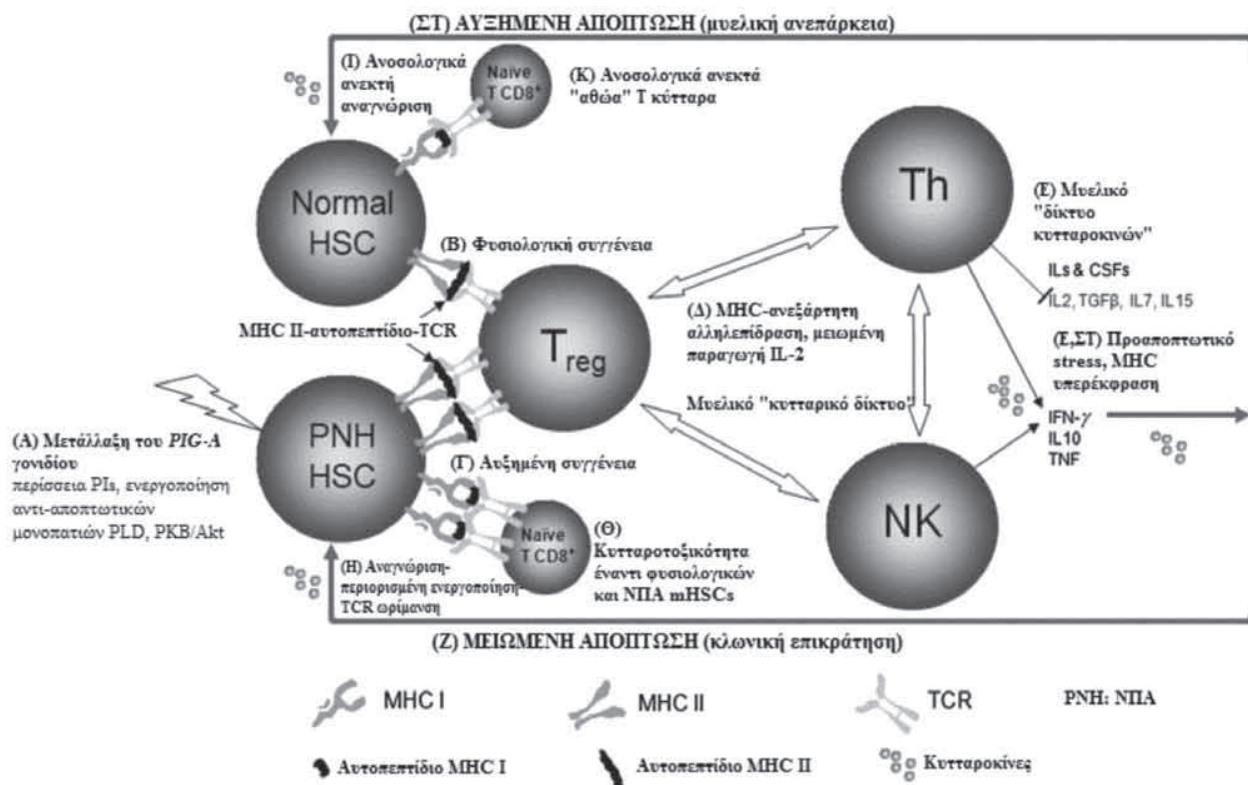 (ΣΤ) ΑΥΞΗΜΕΝΗ ΑΠΟΠΤΩΣΗ (μυελική ανεπάρκεια)
(Ι) Ανοσολογικά
ανεκτή
αναγνώριση
Naïve
T CD8⁺
(Κ) Ανοσολογικά ανεκτά
"αθώα" Τ κύτταρα
Normal
HSC
Th
(Ε) Μυελικό
"δίκτυο
κυτταροκινών"
ILs & CSFs
IL2, TGFβ, IL7, IL15
(Β) Φυσιολογική συγγένεια
MHC II-αυτοπεπτίδιο-TCR
Treg
(Δ) MHC-ανεξάρτητη
αλληλεπίδραση, μειωμένη
παραγωγή IL-2
(Ε,ΣΤ) Προαποπτωτικό
stress, MHC
υπερέκφραση
Μυελικό "κυτταρικό δίκτυο"
IFN-γ
IL10
TNF
(Α) Μετάλλαξη του PIG-A
γονιδίου
περίσσεια PIs, ενεργοποίηση
αντι-αποπτωτικών
μονοπατιών PLD, PKB/Akt
PNH
HSC
(Γ) Αυξημένη συγγένεια
Naïve
T CD8⁺
NK
(Θ)
Κυτταροτοξικότητα
έναντι φυσιολογικών
και ΝΠΑ mHSCs
(Η) Αναγνώριση-
περιορισμένη ενεργοποίηση-
TCR ωρίμανση
(Ζ) ΜΕΙΩΜΕΝΗ ΑΠΟΠΤΩΣΗ (κλωνική επικράτηση)
MHC I
MHC II
TCR
PNH: ΝΠΑ
Αυτοπεπτίδιο MHC I
Αυτοπεπτίδιο MHC II
Κυτταροκίνες